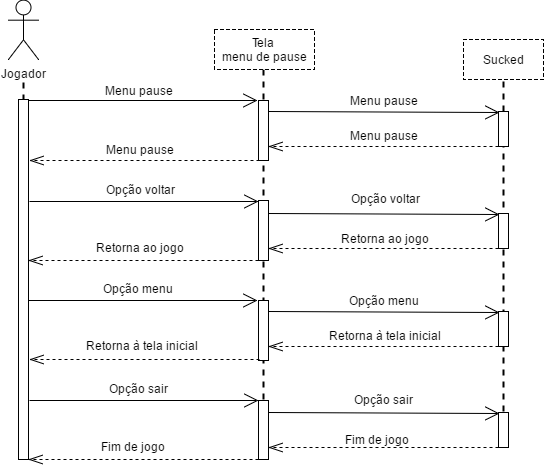 Jogador
Tela
menu de pause
Sucked
Menu pause
Menu pause
Menu pause
Menu pause
Opção voltar
Opção voltar
Retorna ao jogo
Retorna ao jogo
Opção menu
Opção menu
Retorna à tela inicial
Retorna à tela inicial
Opção sair
Opção sair
Fim de jogo
Fim de jogo